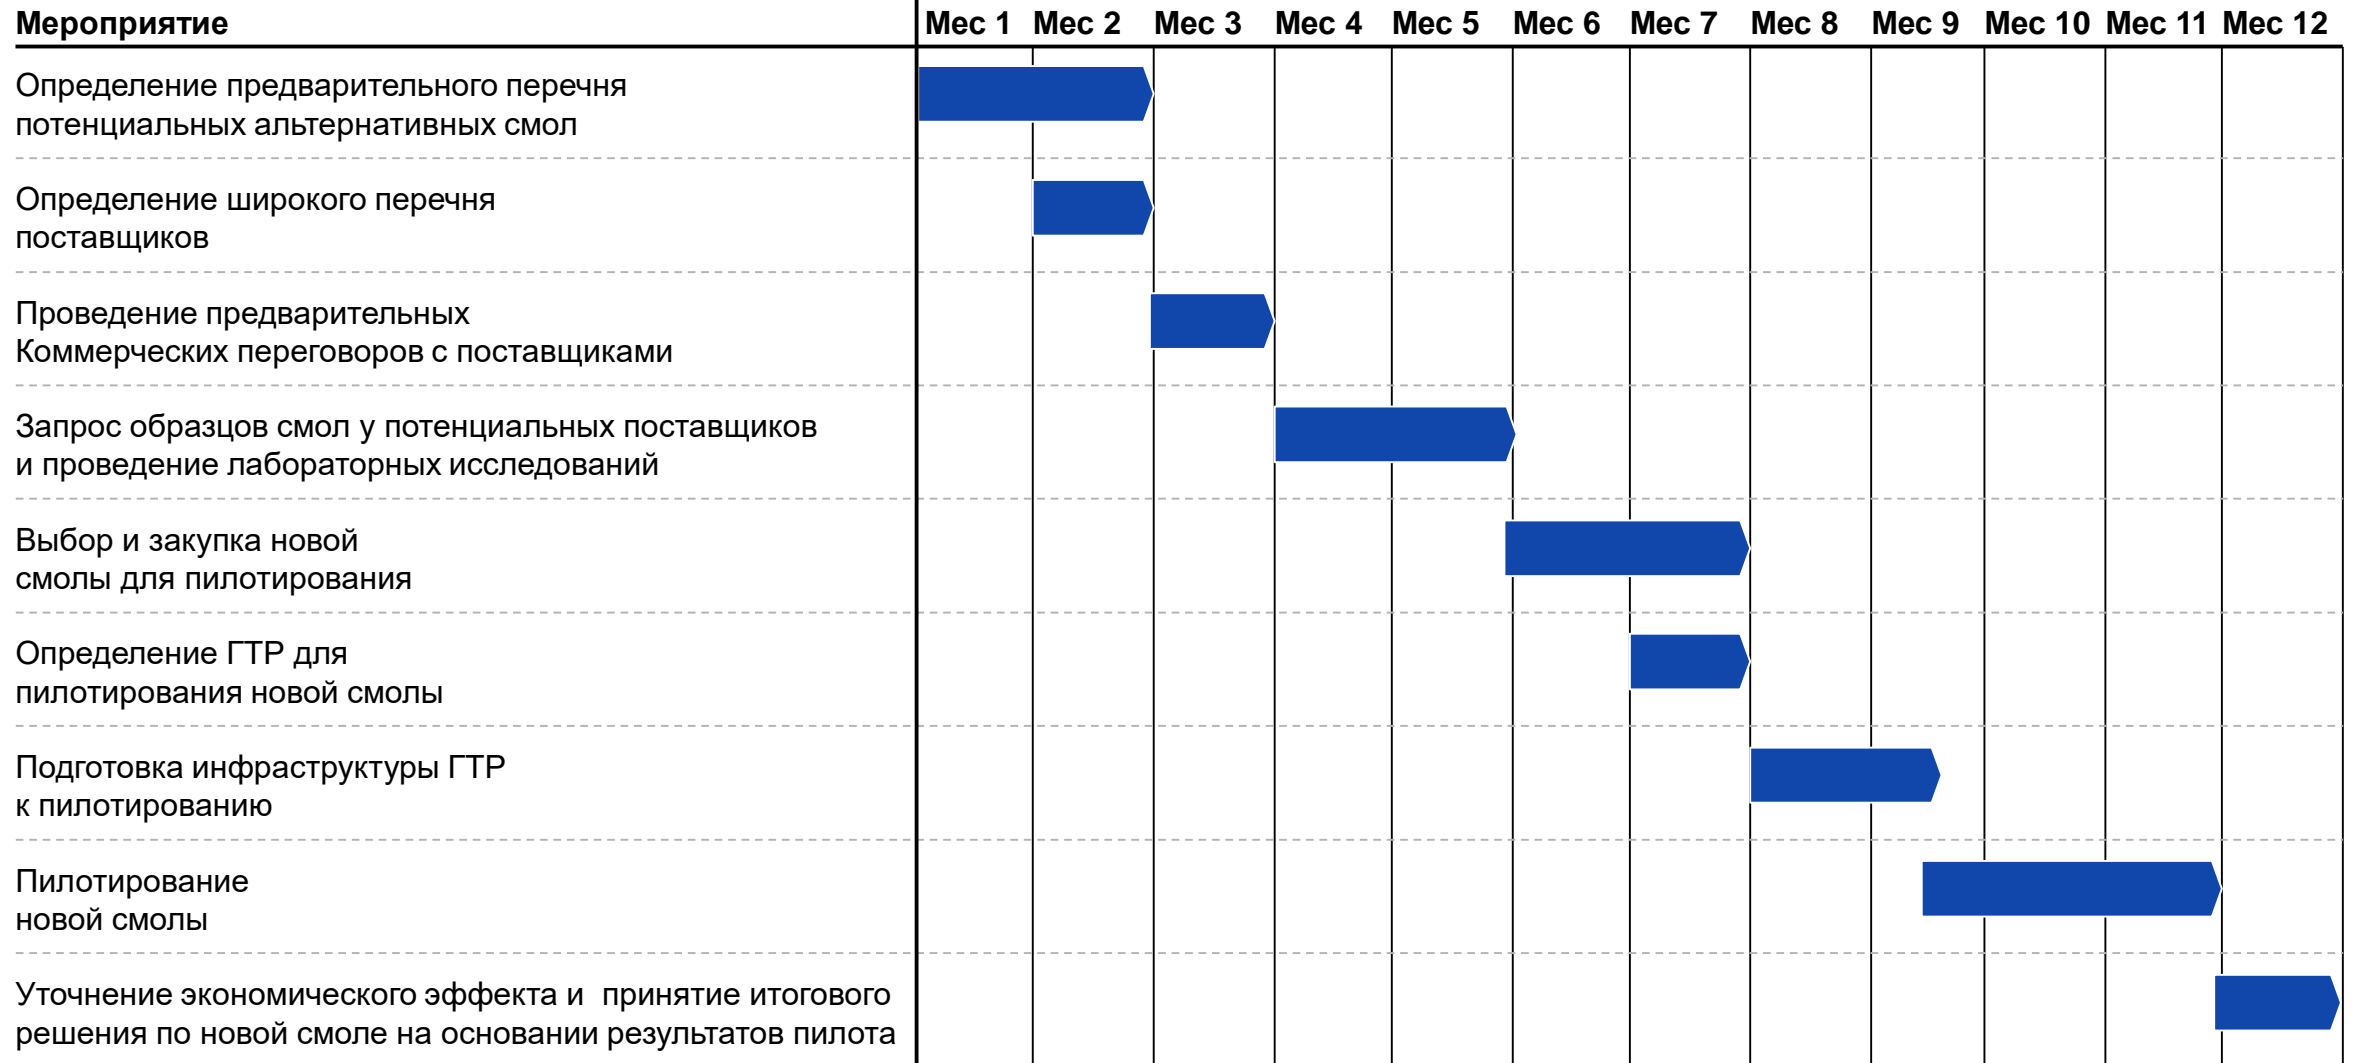 Мероприятие Мес 1 Мес 2 Мес 3 Мес 4 Мес 5 Мес 6 Мес 7 Мес 8 Мес 9 Мес 10 Мес 11 Мес 12
Определение предварительного перечня
потенциальных альтернативных смол
Определение широкого перечня
поставщиков
Проведение предварительных
Коммерческих переговоров с поставщиками
Запрос образцов смол у потенциальных поставщиков
и проведение лабораторных исследований
Выбор и закупка новой
смолы для пилотирования
Определение ГТР для
пилотирования новой смолы
Подготовка инфраструктуры ГТР
к пилотированию
Пилотирование
новой смолы
Уточнение экономического эффекта и принятие итогового
решения по новой смоле на основании результатов пилота